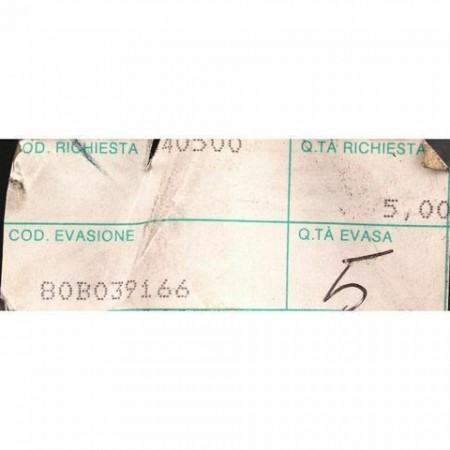 COD. RICHIESTA 40500 Q.TÀ RICHIESTA
5,00
COD. EVASIONE Q.TÀ EVASA
80B039166 5